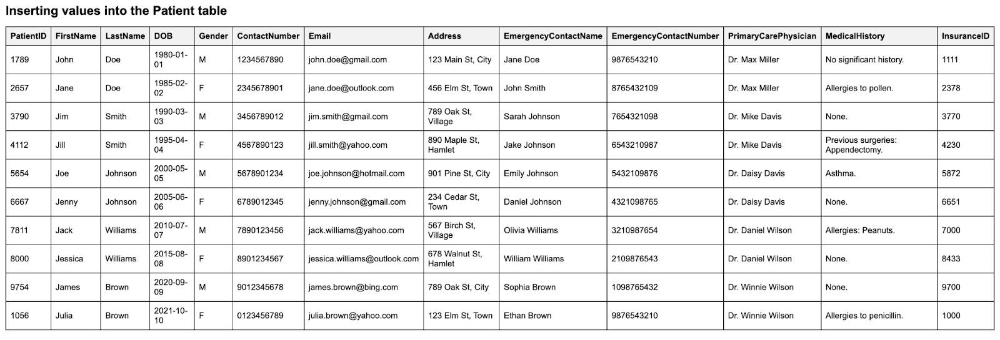 Inserting values into the Patient table
PatientID FirstName LastName DOB Gender ContactNumber Email Address EmergencyContactName EmergencyContactNumber PrimaryCarePhysician MedicalHistory InsuranceID
1789 John Doe 1980-01-01 M 1234567890 john.doe@gmail.com 123 Main St, City Jane Doe 9876543210 Dr. Max Miller No significant history. 1111
2657 Jane Doe 1985-02-02 F 2345678901 jane.doe@outlook.com 456 Elm St, Town John Smith 8765432109 Dr. Max Miller Allergies to pollen. 2378
3790 Jim Smith 1990-03-03 M 3456789012 jim.smith@gmail.com 789 Oak St, Village Sarah Johnson 7654321098 Dr. Mike Davis None. 3770
4112 Jill Smith 1995-04-04 F 4567890123 jill.smith@yahoo.com 890 Maple St, Hamlet Jake Johnson 6543210987 Dr. Mike Davis Previous surgeries: Appendectomy. 4230
5654 Joe Johnson 2000-05-05 M 5678901234 joe.johnson@hotmail.com 901 Pine St, City Emily Johnson 5432109876 Dr. Daisy Davis Asthma. 5872
6667 Jenny Johnson 2005-06-06 F 6789012345 jenny.johnson@gmail.com 234 Cedar St, Town Daniel Johnson 4321098765 Dr. Daisy Davis None. 6651
7811 Jack Williams 2010-07-07 M 7890123456 jack.williams@yahoo.com 567 Birch St, Village Olivia Williams 3210987654 Dr. Daniel Wilson Allergies: Peanuts. 7000
8000 Jessica Williams 2015-08-08 F 8901234567 jessica.williams@outlook.com 678 Walnut St, Hamlet William Williams 2109876543 Dr. Daniel Wilson None. 8433
9754 James Brown 2020-09-09 M 9012345678 james.brown@bing.com 789 Oak St, City Sophia Brown 1098765432 Dr. Winnie Wilson None. 9700
1056 Julia Brown 2021-10-10 F 0123456789 julia.brown@yahoo.com 123 Elm St, Town Ethan Brown 9876543210 Dr. Winnie Wilson Allergies to penicillin. 1000